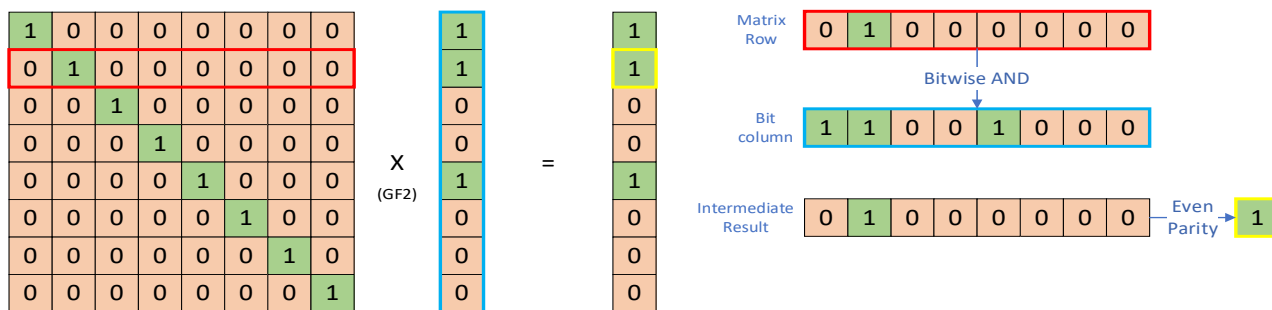 1 0 0 0 0 0 0 0
0 1 0 0 0 0 0 0
0 0 1 0 0 0 0 0
0 0 0 1 0 0 0 0
0 0 0 0 1 0 0 0
0 0 0 0 0 1 0 0
0 0 0 0 0 0 1 0
0 0 0 0 0 0 0 1
X
(GF2)
1
1
0
0
1
0
0
0
=
1
1
0
0
1
0
0
0
Matrix
Row
0 1 0 0 0 0 0 0
Bitwise AND
Bit
column
1 1 0 0 1 0 0 0
Intermediate
Result
0 1 0 0 0 0 0 0
Even
Parity
1